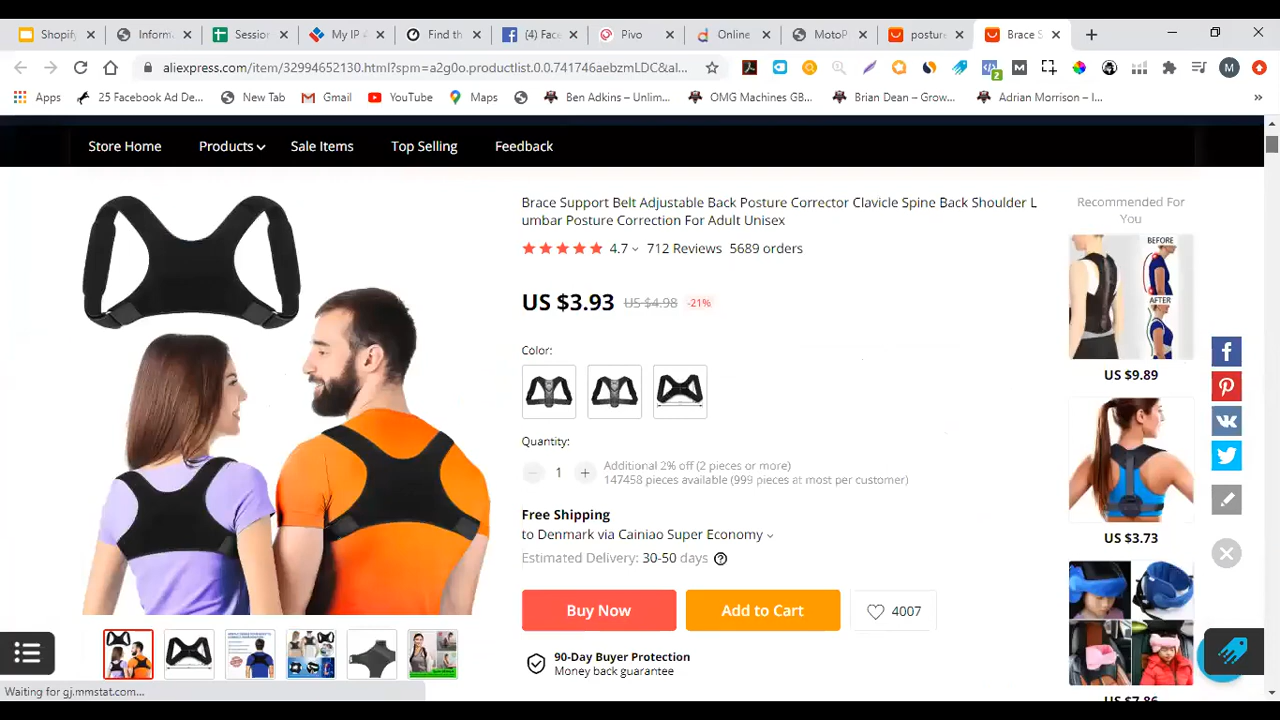 Shopify
Inform
Session
My IP
Find th
(4) Face
Pivo
Online
MotoP
posture
Brace S
aliexpress.com/item/32994652130.html?spm=a2g0o.productlist.0.0.741746aebzmLDC&al...
2
M
M
Apps
25 Facebook Ad De...
New Tab
Gmail
YouTube
Maps
Ben Adkins – Unlim...
OMG Machines GB...
Brian Dean – Grow...
Adrian Morrison – I...
»
Store Home
Products
Sale Items
Top Selling
Feedback
Brace Support Belt Adjustable Back Posture Corrector Clavicle Spine Back Shoulder L
umbar Posture Correction For Adult Unisex
4.7
712 Reviews
5689 orders
US $3.93
US $4.98
-21%
Color:
Quantity:
1
Additional 2% off (2 pieces or more)
147458 pieces available (999 pieces at most per customer)
Free Shipping
to Denmark via Cainiao Super Economy
Estimated Delivery: 30-50 days
Buy Now
Add to Cart
4007
90-Day Buyer Protection
Money back guarantee
Recommended For
You
BEFORE
AFTER
US $9.89
US $3.73
US $7.86
Waiting for gj.mmstat.com...